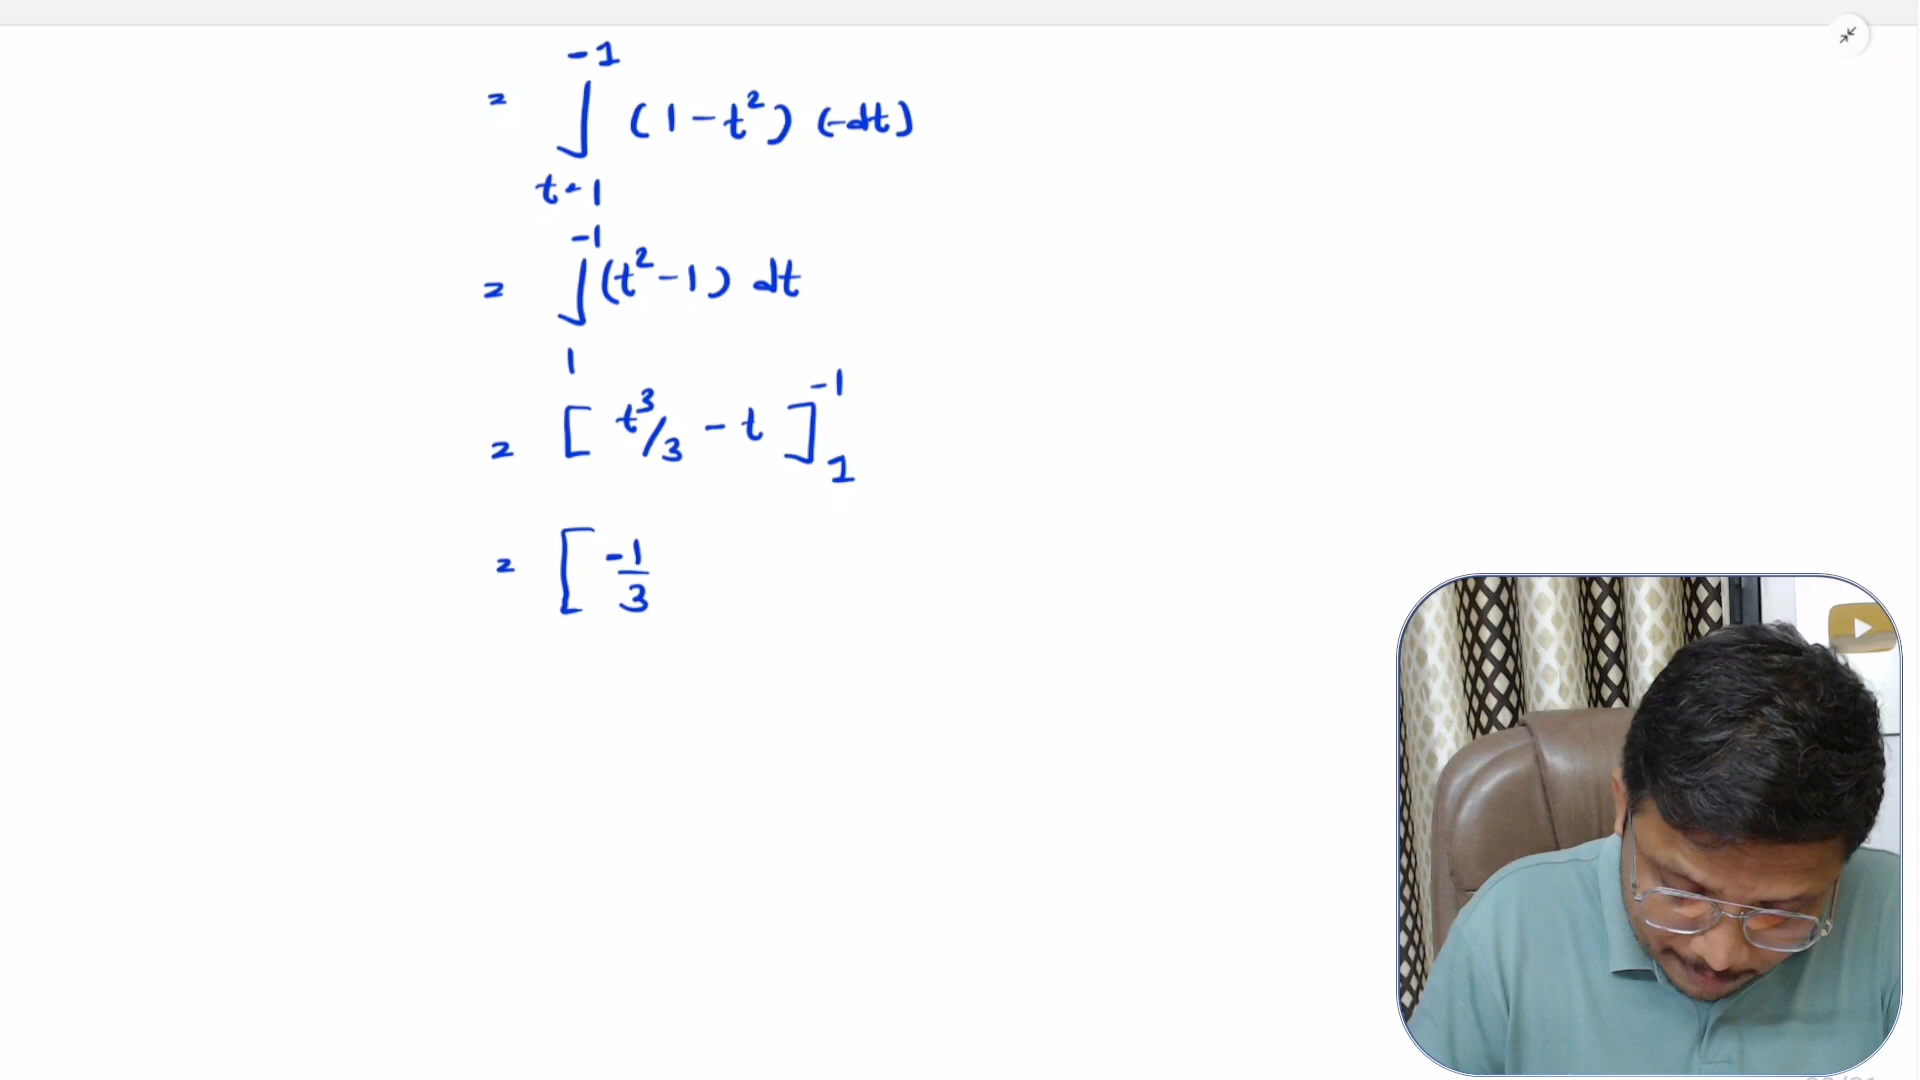 = ∫_{t=1}^{-1} (1-t²) (-dt)
= ∫_{1}^{-1} (t²-1) dt
= [ t³/3 - t ]_{1}^{-1}
= [ -1/3